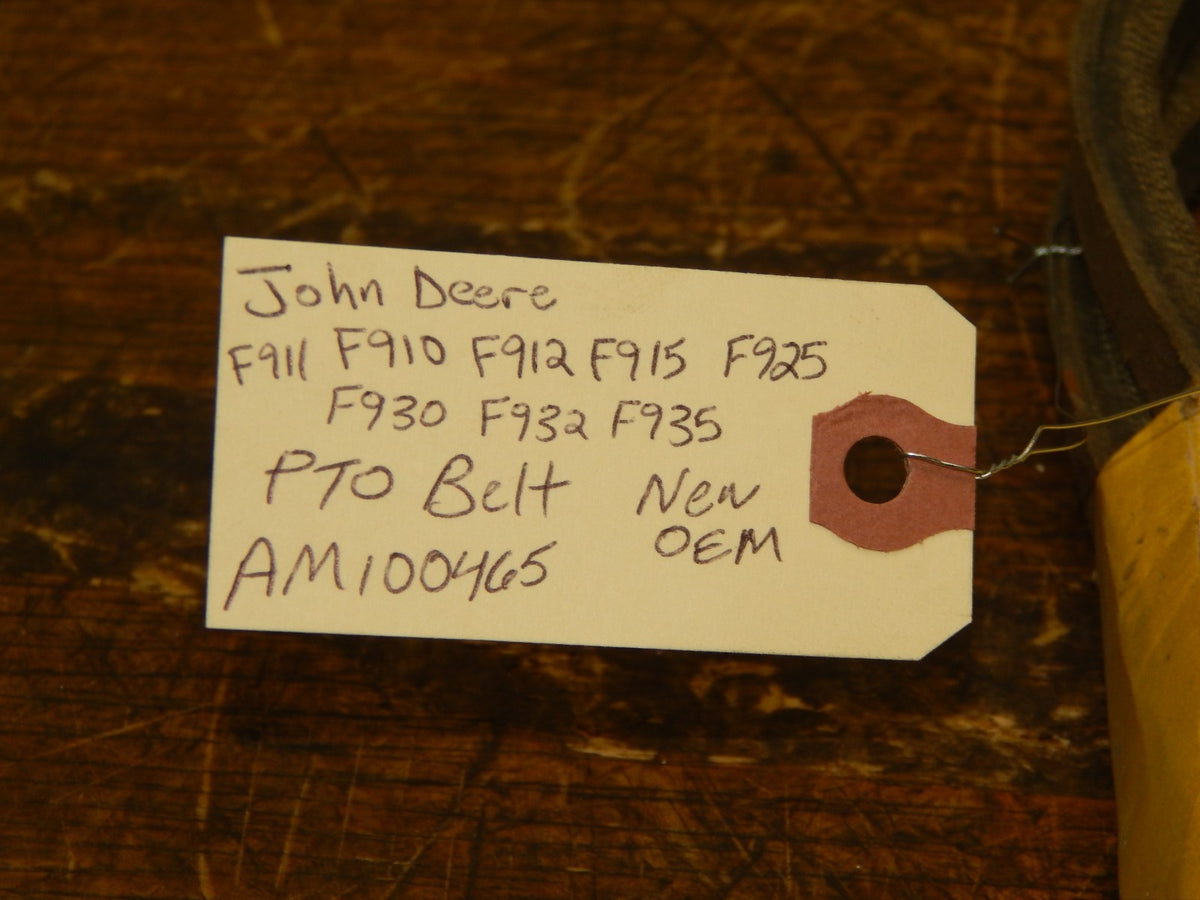 John Deere
F911 F910 F912 F915 F925
F930 F932 F935
PTO Belt New
OEM
AM100465